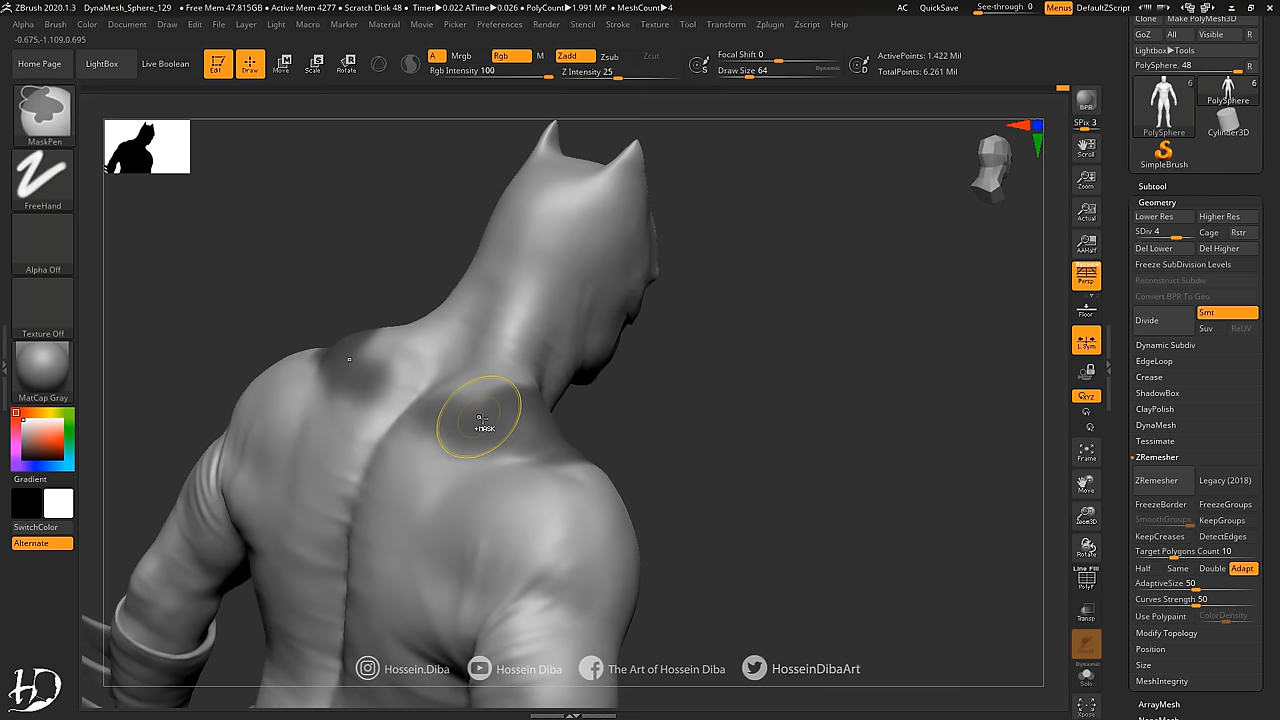 ZBrush 2020.1.3 DynaMesh_Sphere_129 • Free Mem 47.815GB • Active Mem 4277 • Scratch Disk 48 • Timer▶0.022 ATime▶0.026 • PolyCount▶1.991 MP • MeshCount▶4
AC QuickSave See-through 0 Menus DefaultZScript
Alpha Brush Color Document Draw Edit File Layer Light Macro Marker Material Movie Picker Preferences Render Stencil Stroke Texture Tool Transform Zplugin Zscript Help
-0.675,-1.109,0.695
Home Page LightBox Live Boolean
Edit Draw Move Scale Rotate
A Mrgb Rgb M Zadd Zsub Zcut
Rgb Intensity 100 Z Intensity 25
Focal Shift 0
Draw Size 64 Dynamic
S D
ActivePoints: 1.422 Mil
TotalPoints: 6.261 Mil
MaskPen
FreeHand
Alpha Off
Texture Off
MatCap Gray
Gradient
SwitchColor
Alternate
+MASK
Instagram Hossein.Diba
YouTube Hossein Diba
The Art of Hossein Diba
HosseinDibaArt
HD
BPR
SPix 3
Scroll
Zoom
Actual
AAHalf
Dynamic
Persp
Floor
L.Sym
XYZ
Frame
Move
Zoom3D
Rotate
Line Fill
PolyF
Transp
Dynamic
Solo
Xpose
Clone Make PolyMesh3D
GoZ All Visible R
Lightbox▶Tools
PolySphere. 48 R
6 6
PolySphere
PolySphere Cylinder3D
SimpleBrush
Subtool
Geometry
Lower Res Higher Res
SDiv 4 Cage Rstr
Del Lower Del Higher
Freeze SubDivision Levels
Reconstruct Subdiv
Convert BPR To Geo
Divide Smt
Suv ReUV
Dynamic Subdiv
EdgeLoop
Crease
ShadowBox
ClayPolish
DynaMesh
Tessimate
ZRemesher
ZRemesher Legacy (2018)
FreezeBorder FreezeGroups
SmoothGroups KeepGroups
KeepCreases DetectEdges
Target Polygons Count 10
Half Same Double Adapt
AdaptiveSize 50
Curves Strength 50
Use Polypaint ColorDensity
Modify Topology
Position
Size
MeshIntegrity
ArrayMesh